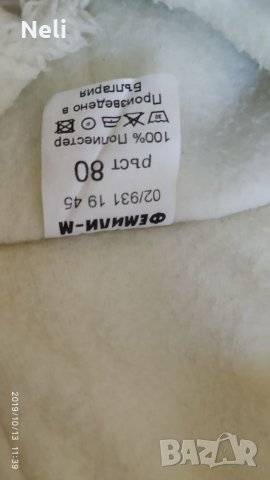 Neli
ФЕМИЛИ-М
02/931 19 45
РЪСТ 80
100% Полиестер
Произведено в
България
2019/10/13 11:39
BAZAR